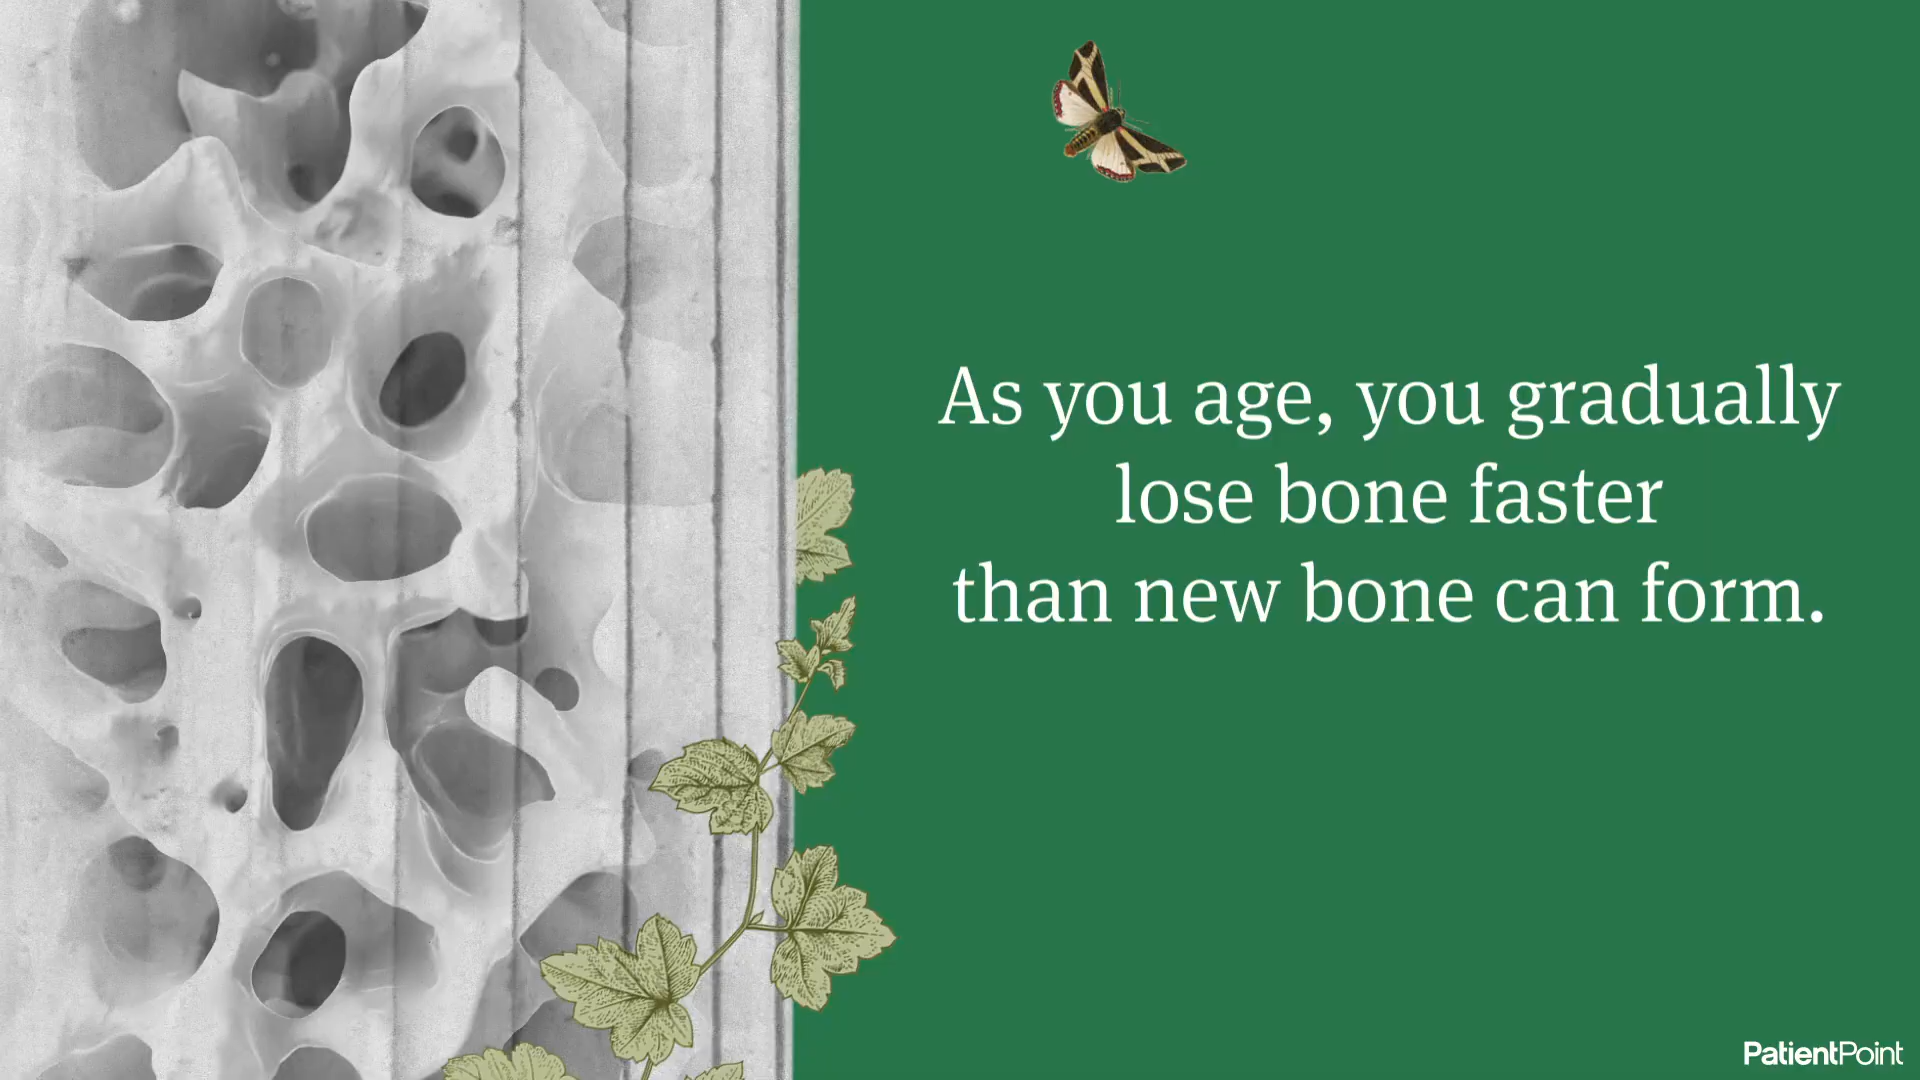 As you age, you gradually
lose bone faster
than new bone can form.
PatientPoint